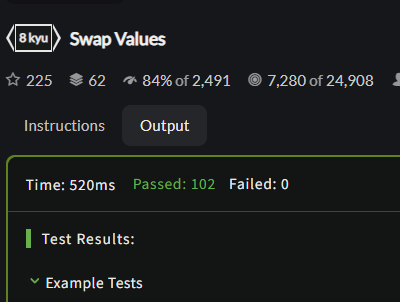 8 kyu Swap Values
225 62 84% of 2,491 7,280 of 24,908
Instructions Output
Time: 520ms Passed: 102 Failed: 0
Test Results:
Example Tests